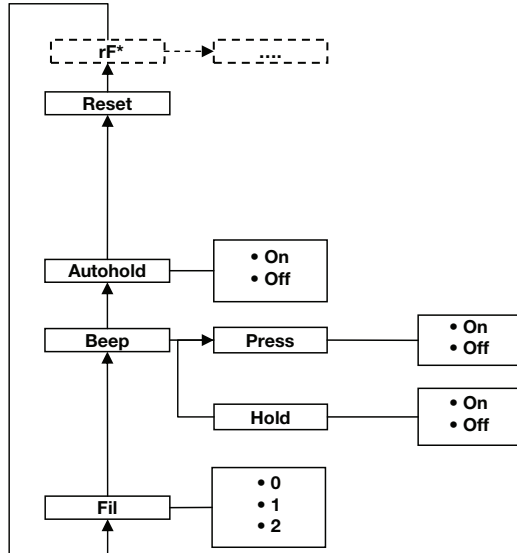 rF*
....
Reset
Autohold
• On
• Off
Beep
Press
• On
• Off
Hold
• On
• Off
Fil
• 0
• 1
• 2